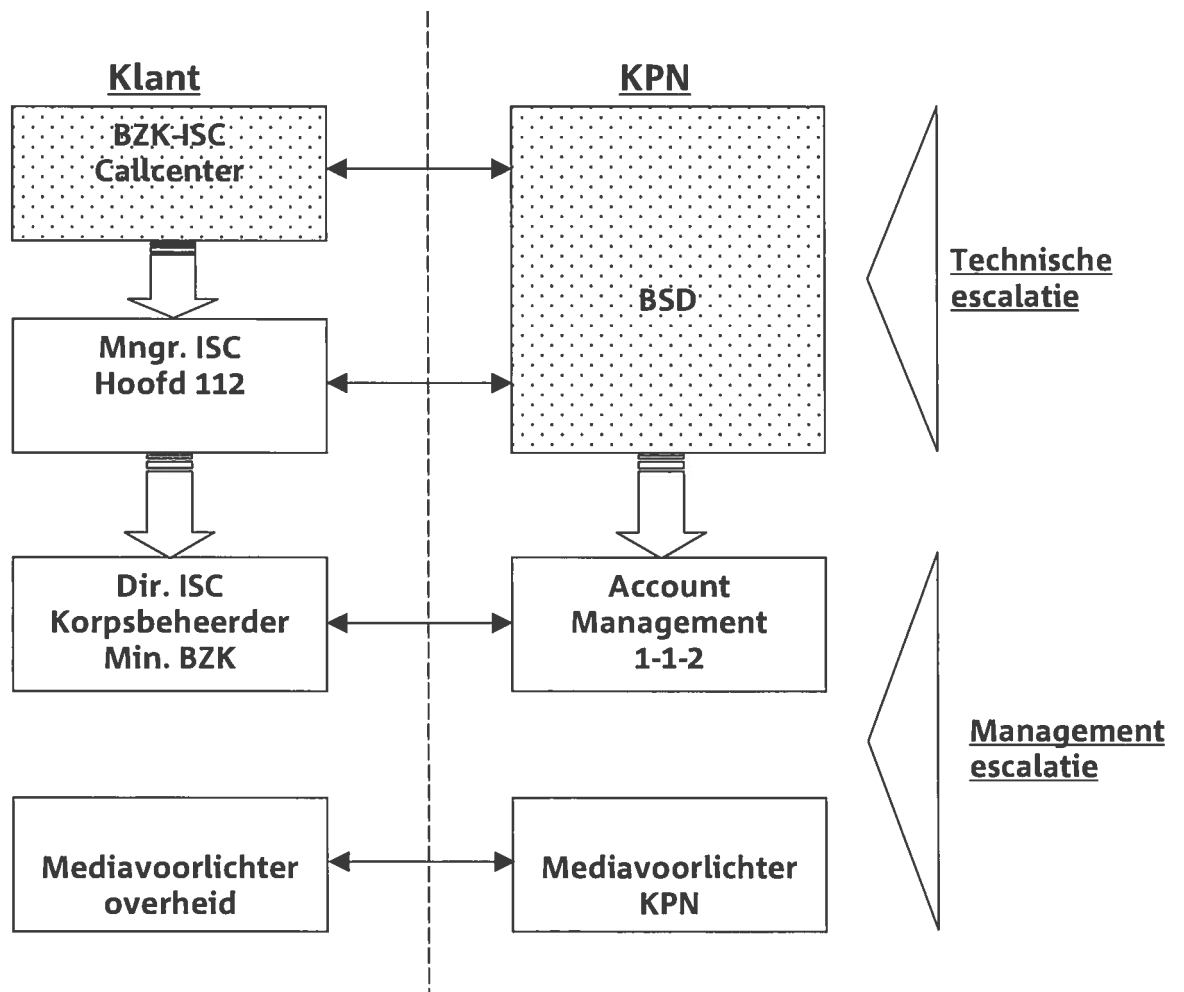 Klant
KPN
BZK-ISC
Callcenter
BSD
Technische
escalatie
Mngr. ISC
Hoofd 112
Dir. ISC
Korpsbeheerder
Min. BZK
Account
Management
1-1-2
Management
escalatie
Mediavoorlichter
overheid
Mediavoorlichter
KPN